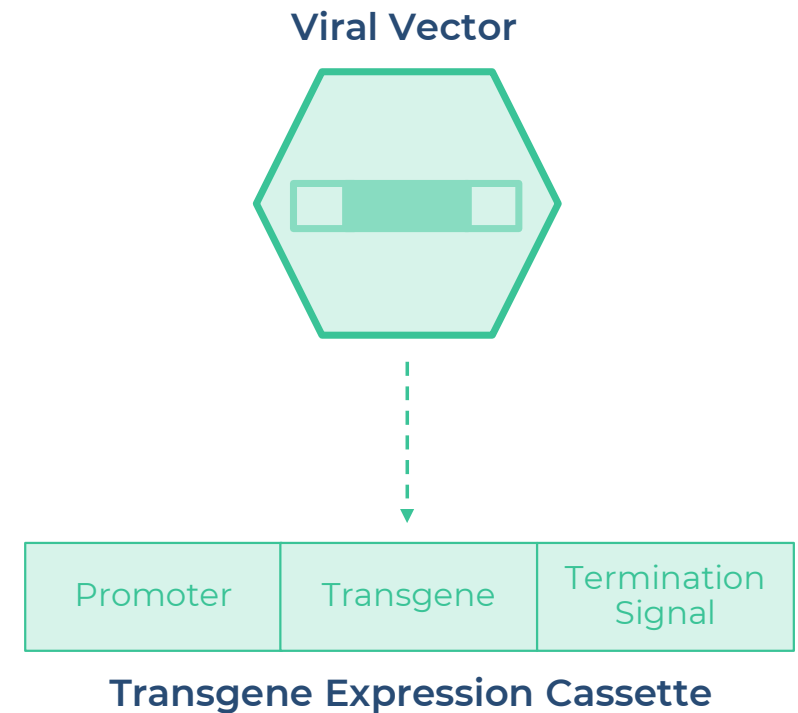 Viral Vector
Promoter
Transgene
Termination
Signal
Transgene Expression Cassette